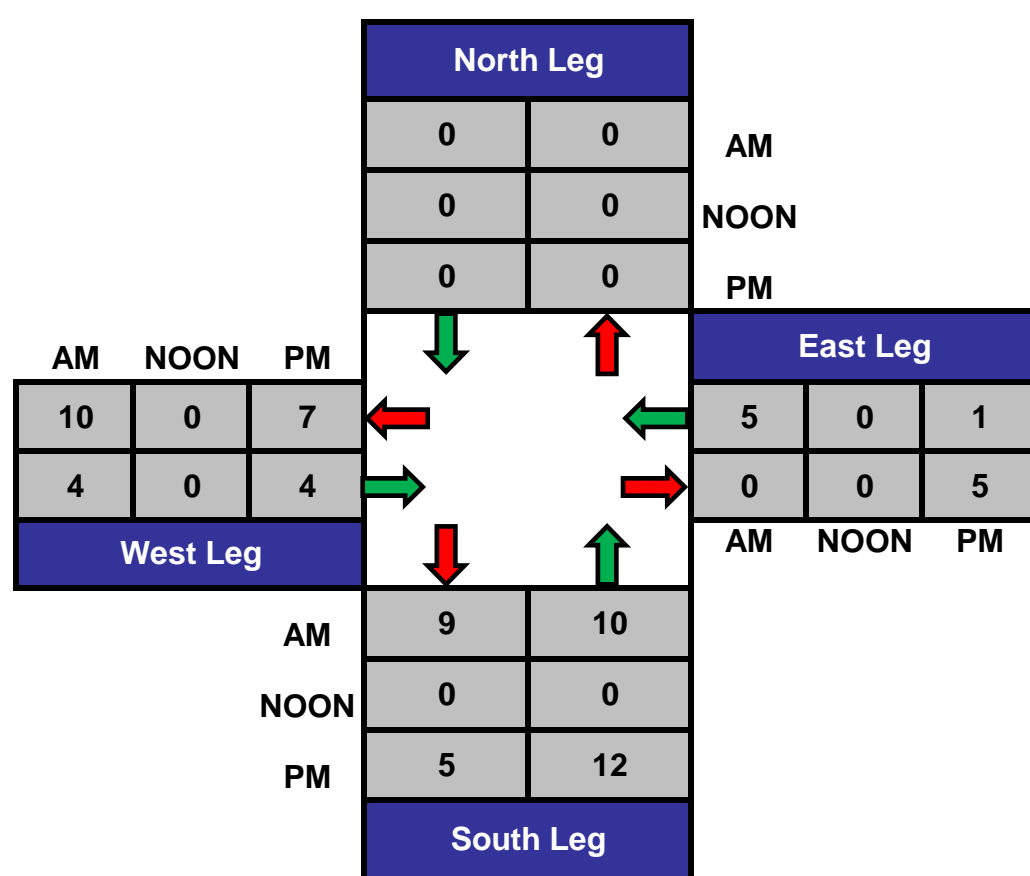 North Leg
0 0 AM
0 0 NOON
0 0 PM
AM NOON PM
10 0 7
4 0 4
West Leg
East Leg
5 0 1
0 0 5
AM NOON PM
AM 9 10
NOON 0 0
PM 5 12
South Leg